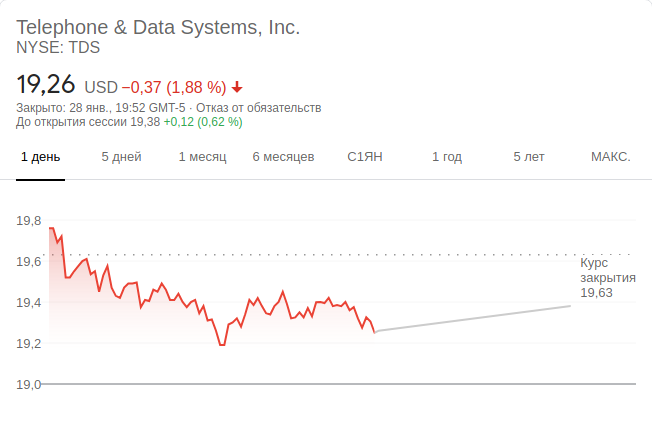 Telephone & Data Systems, Inc.
NYSE: TDS
19,26 USD −0,37 (1,88 %)
Закрыто: 28 янв., 19:52 GMT-5 · Отказ от обязательств
До открытия сессии 19,38 +0,12 (0,62 %)
1 день 5 дней 1 месяц 6 месяцев С1ЯН 1 год 5 лет МАКС.
19,8
19,6
Курс
закрытия
19,63
19,4
19,2
19,0